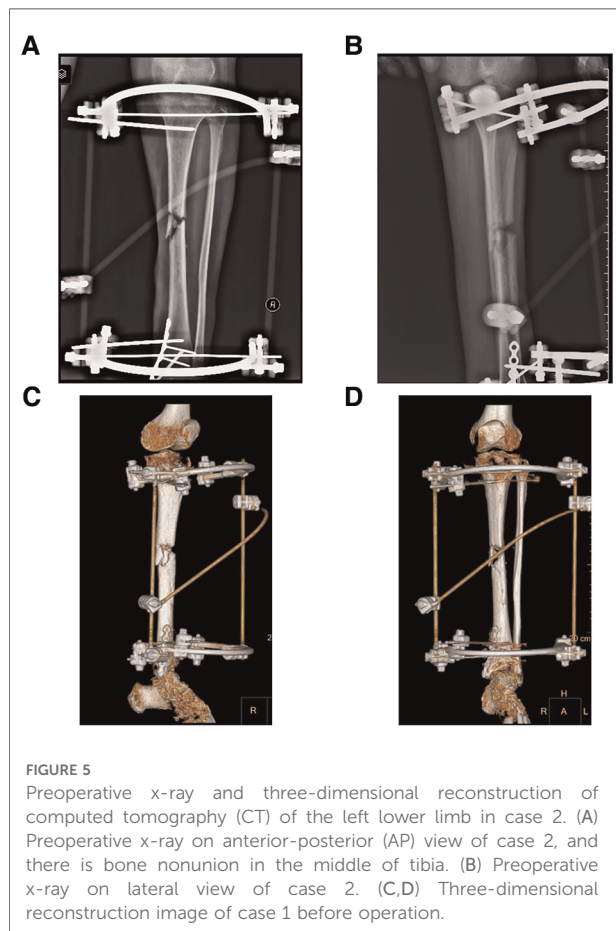 A
B
C
D
2
R
20 cm
H
R A L
FIGURE 5
Preoperative x-ray and three-dimensional reconstruction of
computed tomography (CT) of the left lower limb in case 2. (A)
Preoperative x-ray on anterior-posterior (AP) view of case 2, and
there is bone nonunion in the middle of tibia. (B) Preoperative
x-ray on lateral view of case 2. (C,D) Three-dimensional
reconstruction image of case 1 before operation.